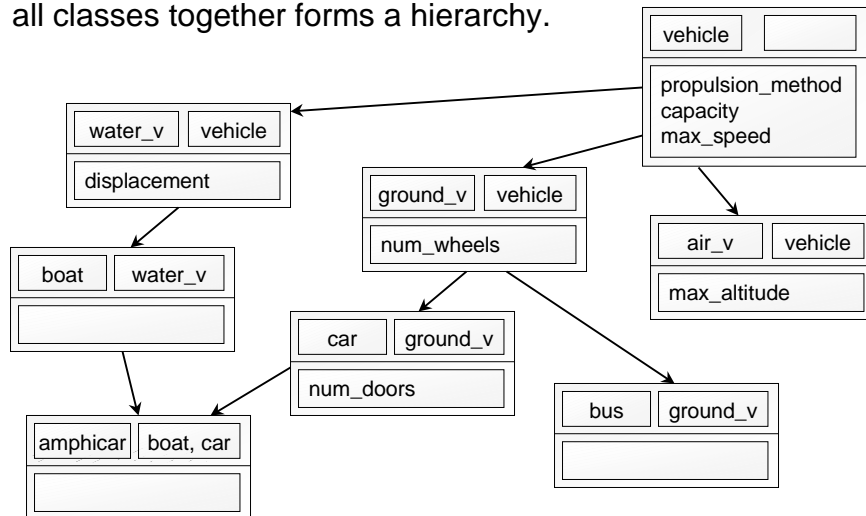 all classes together forms a hierarchy.
vehicle
propulsion_method
capacity
max_speed
water_v vehicle
displacement
ground_v vehicle
num_wheels
air_v vehicle
max_altitude
boat water_v
car ground_v
num_doors
bus ground_v
amphicar boat, car